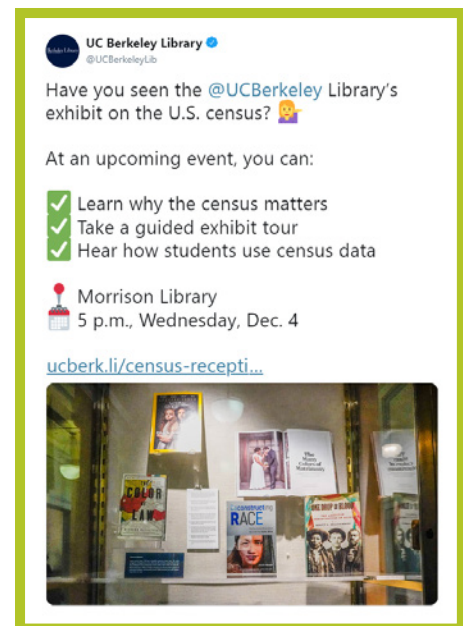 UC Berkeley Library
@UCBerkeleyLib
Have you seen the @UCBerkeley Library's
exhibit on the U.S. census? 💁‍♀️
At an upcoming event, you can:
✅ Learn why the census matters
✅ Take a guided exhibit tour
✅ Hear how students use census data
📍 Morrison Library
🗓 5 p.m., Wednesday, Dec. 4
ucberk.li/census-recepti...
The
Many
Colors of
Matrimony
THE
COLOR
OF
LAW
RACE
ONE DROP OF BLOOD